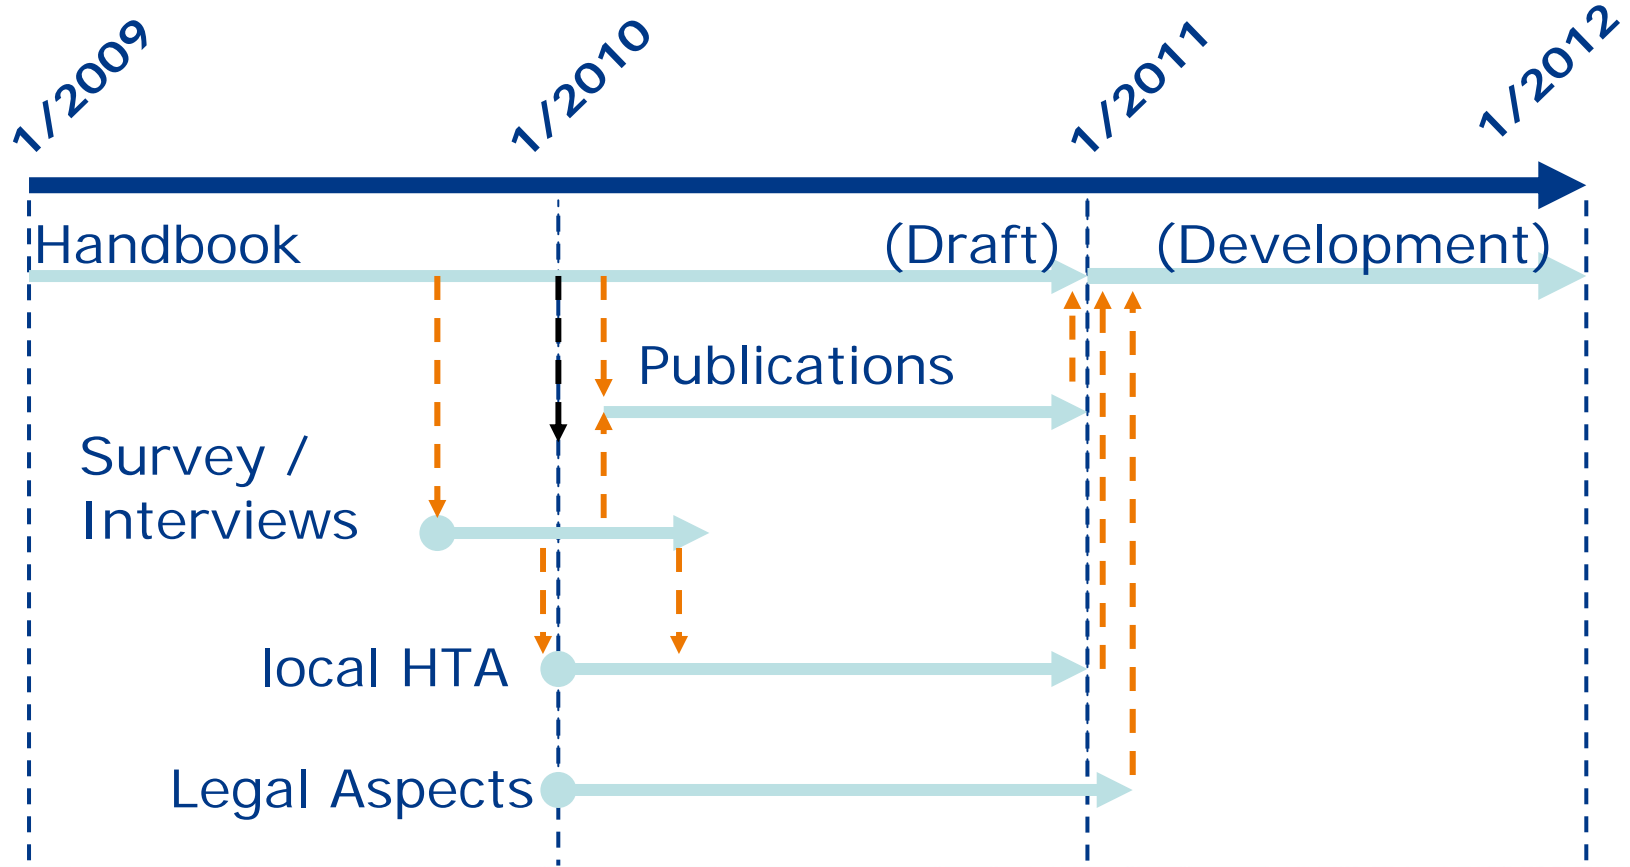 1/2009
1/2010
1/2011
1/2012
Handbook
(Draft)
(Development)
Publications
Survey /
Interviews
local HTA
Legal Aspects